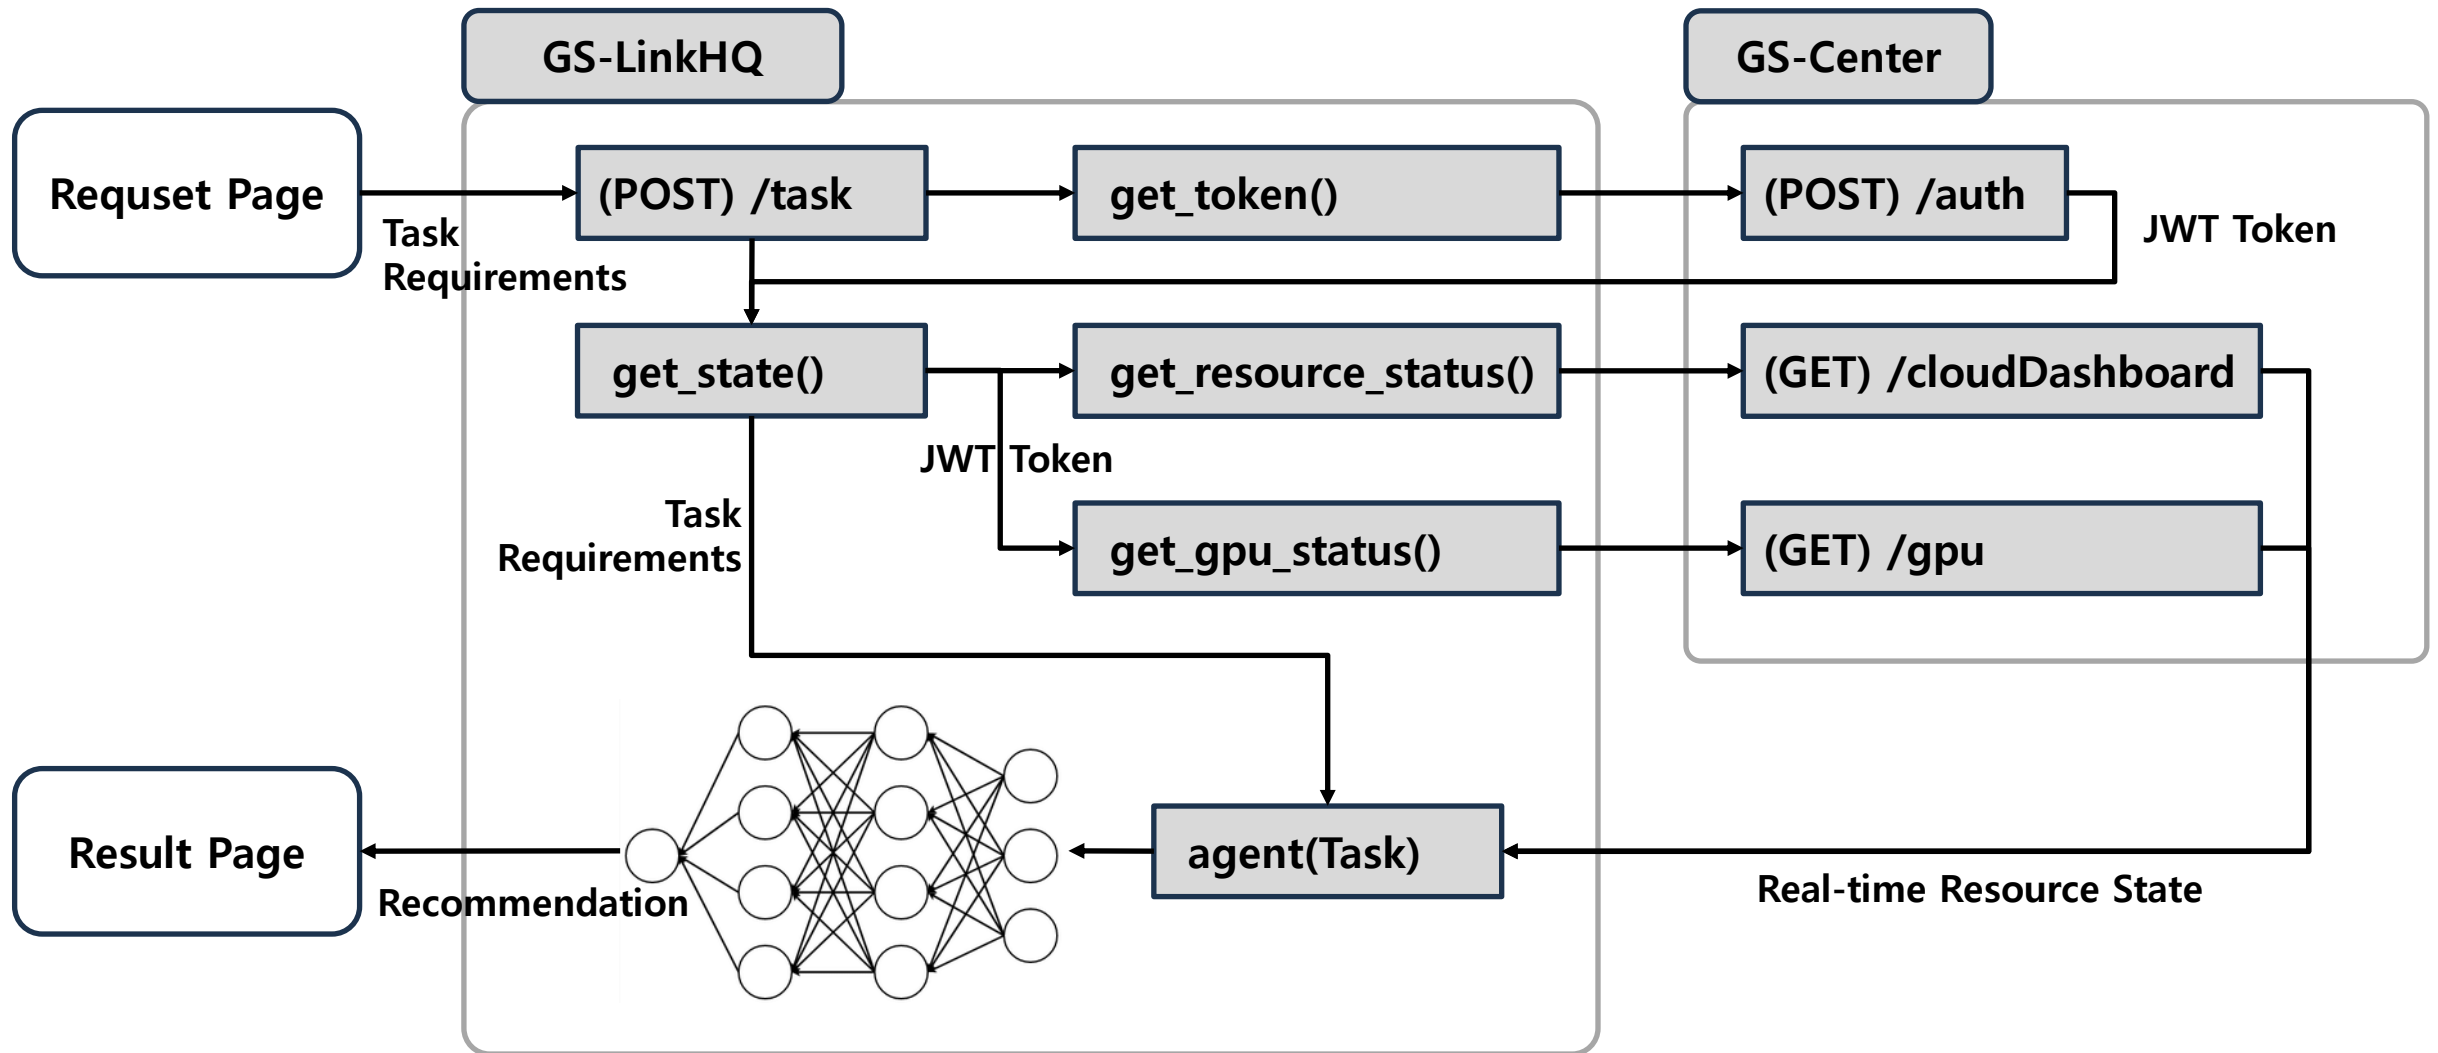 GS-LinkHQ
GS-Center
Requset Page
(POST) /task
get_token()
(POST) /auth
Task
Requirements
JWT Token
get_state()
get_resource_status()
(GET) /cloudDashboard
JWT Token
Task
Requirements
get_gpu_status()
(GET) /gpu
Result Page
agent(Task)
Recommendation
Real-time Resource State